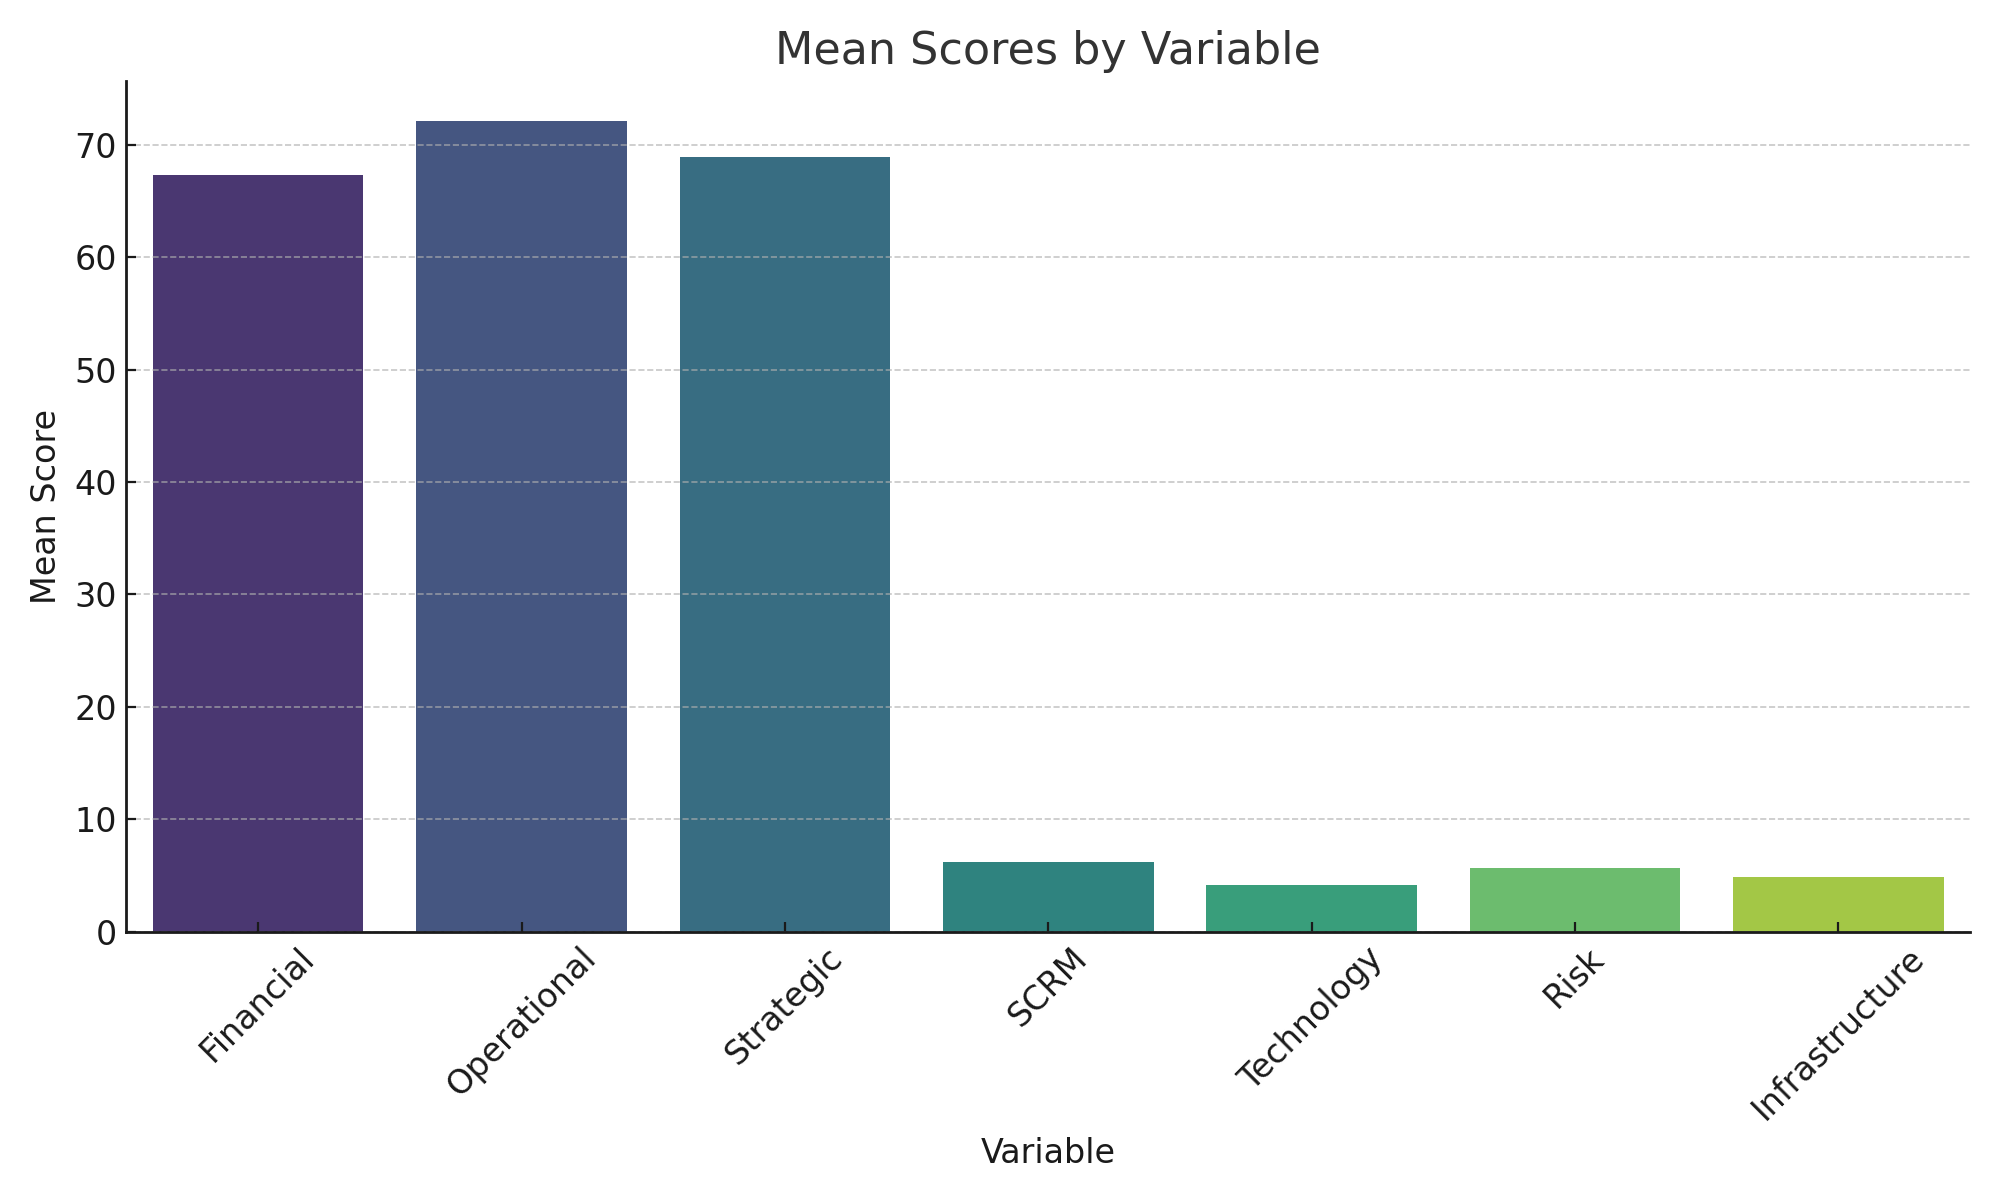 Mean Scores by Variable
Mean Score
70
60
50
40
30
20
10
0
Financial
Operational
Strategic
SCRM
Technology
Risk
Infrastructure
Variable